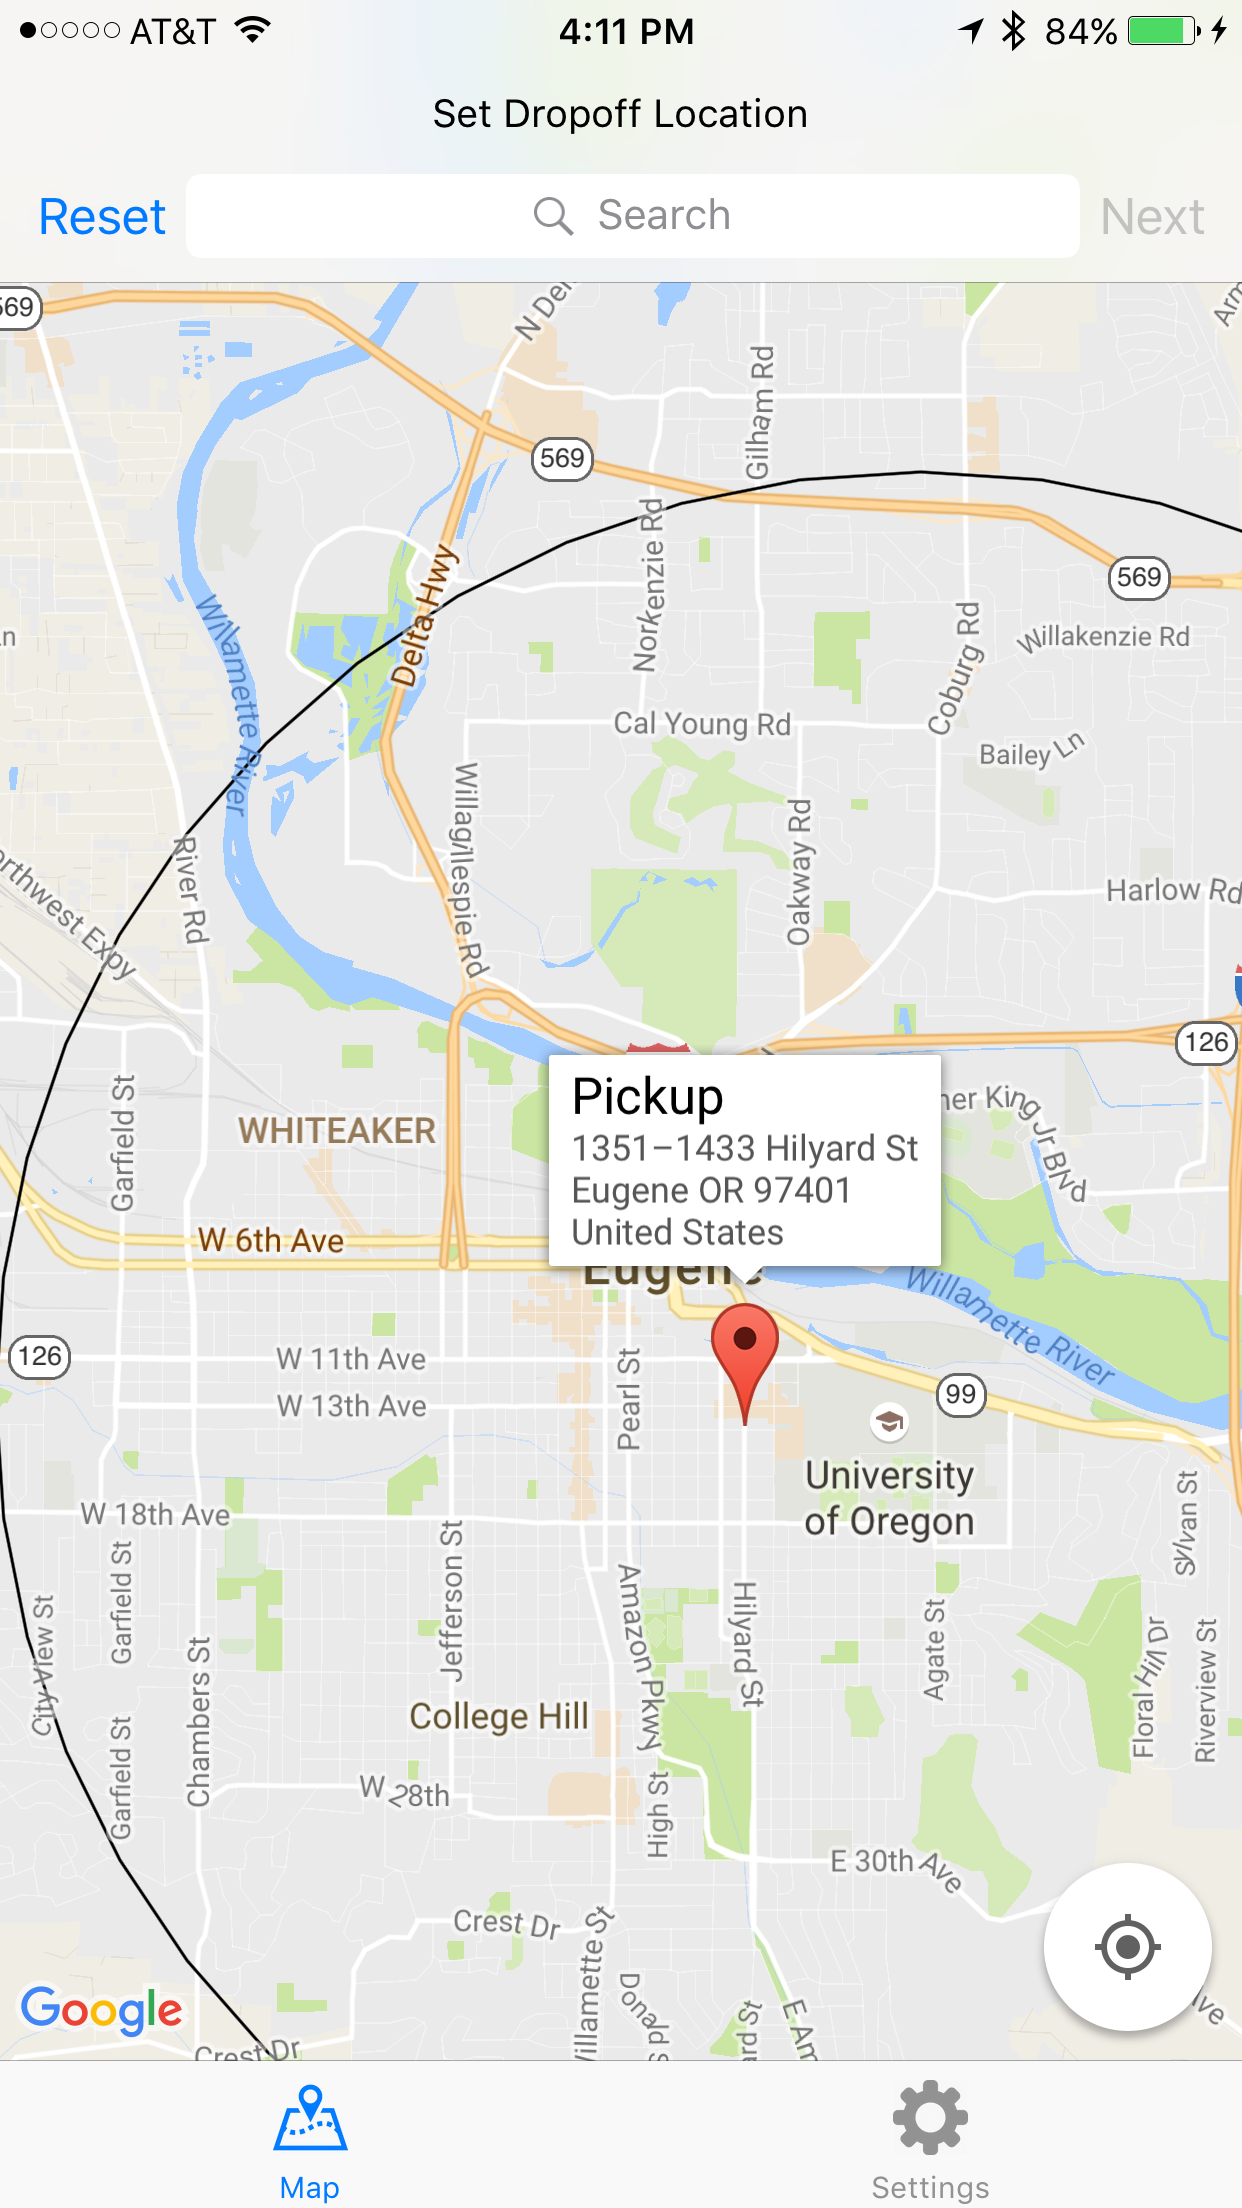 AT&T 4:11 PM 84%
Set Dropoff Location
Reset Search Next
569
Gilham Rd
569
Norkenzie Rd
Delta Hwy
569
Willakenzie Rd
Coburg Rd
Willamette River
Cal Young Rd
Bailey Ln
Oakway Rd
River Rd
Harlow Rd
126
Garfield St
WHITEAKER
Pickup
1351–1433 Hilyard St
Eugene OR 97401
United States
W 6th Ave
Eugene
Willamette River
126
W 11th Ave
W 13th Ave
Pearl St
99
University
of Oregon
W 18th Ave
Sylvan St
Garfield St
Jefferson St
Amazon Pkwy
Hilyard St
Agate St
City View St
Chambers St
Floral Hill Dr
Riverview St
College Hill
Garfield St
W 28th
High St
E 30th Ave
Crest Dr
Willamette St
Google
Crest Dr
Map
Settings